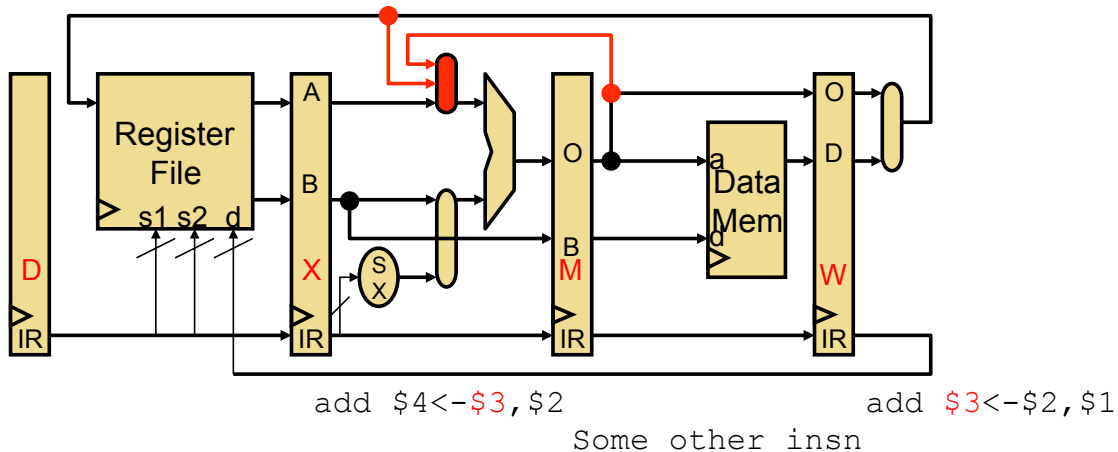 A
O
O
Register
File
B
D
a
Data
Mem
d
s1 s2 d
S
X
B
D
X
M
W
IR
IR
IR
IR
add $4<-$3,$2
add $3<-$2,$1
Some other insn